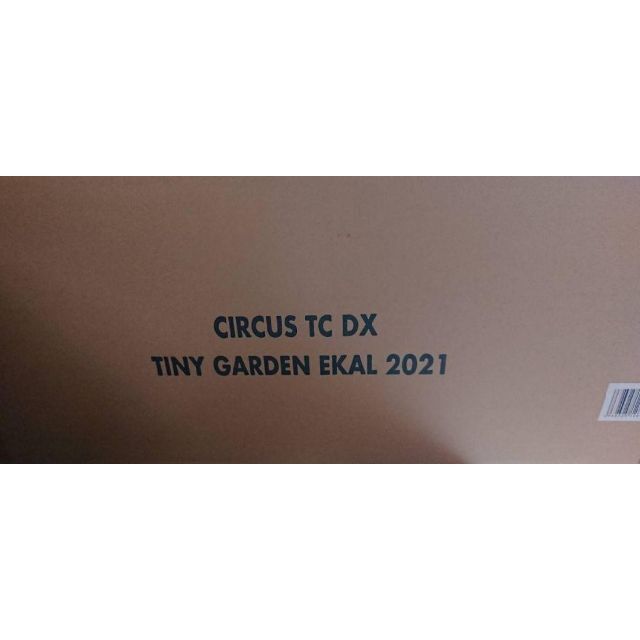 CIRCUS TC DX
TINY GARDEN EKAL 2021